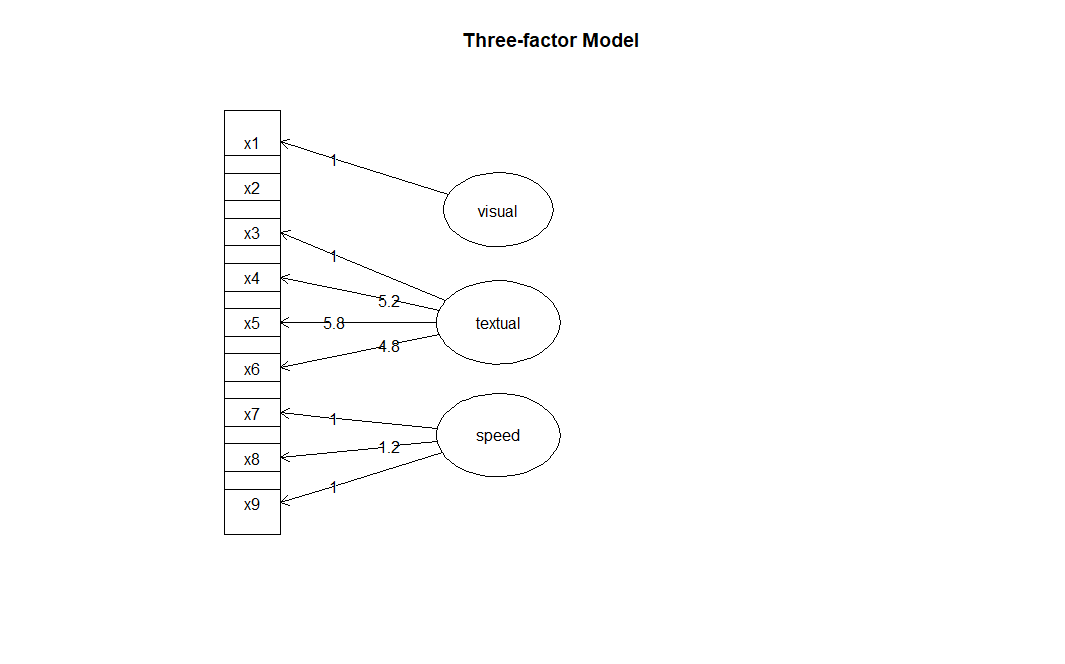 Three-factor Model
x1
1
x2
visual
x3
1
x4
5.2
x5
5.8
textual
4.8
x6
x7
1
speed
1.2
x8
1
x9